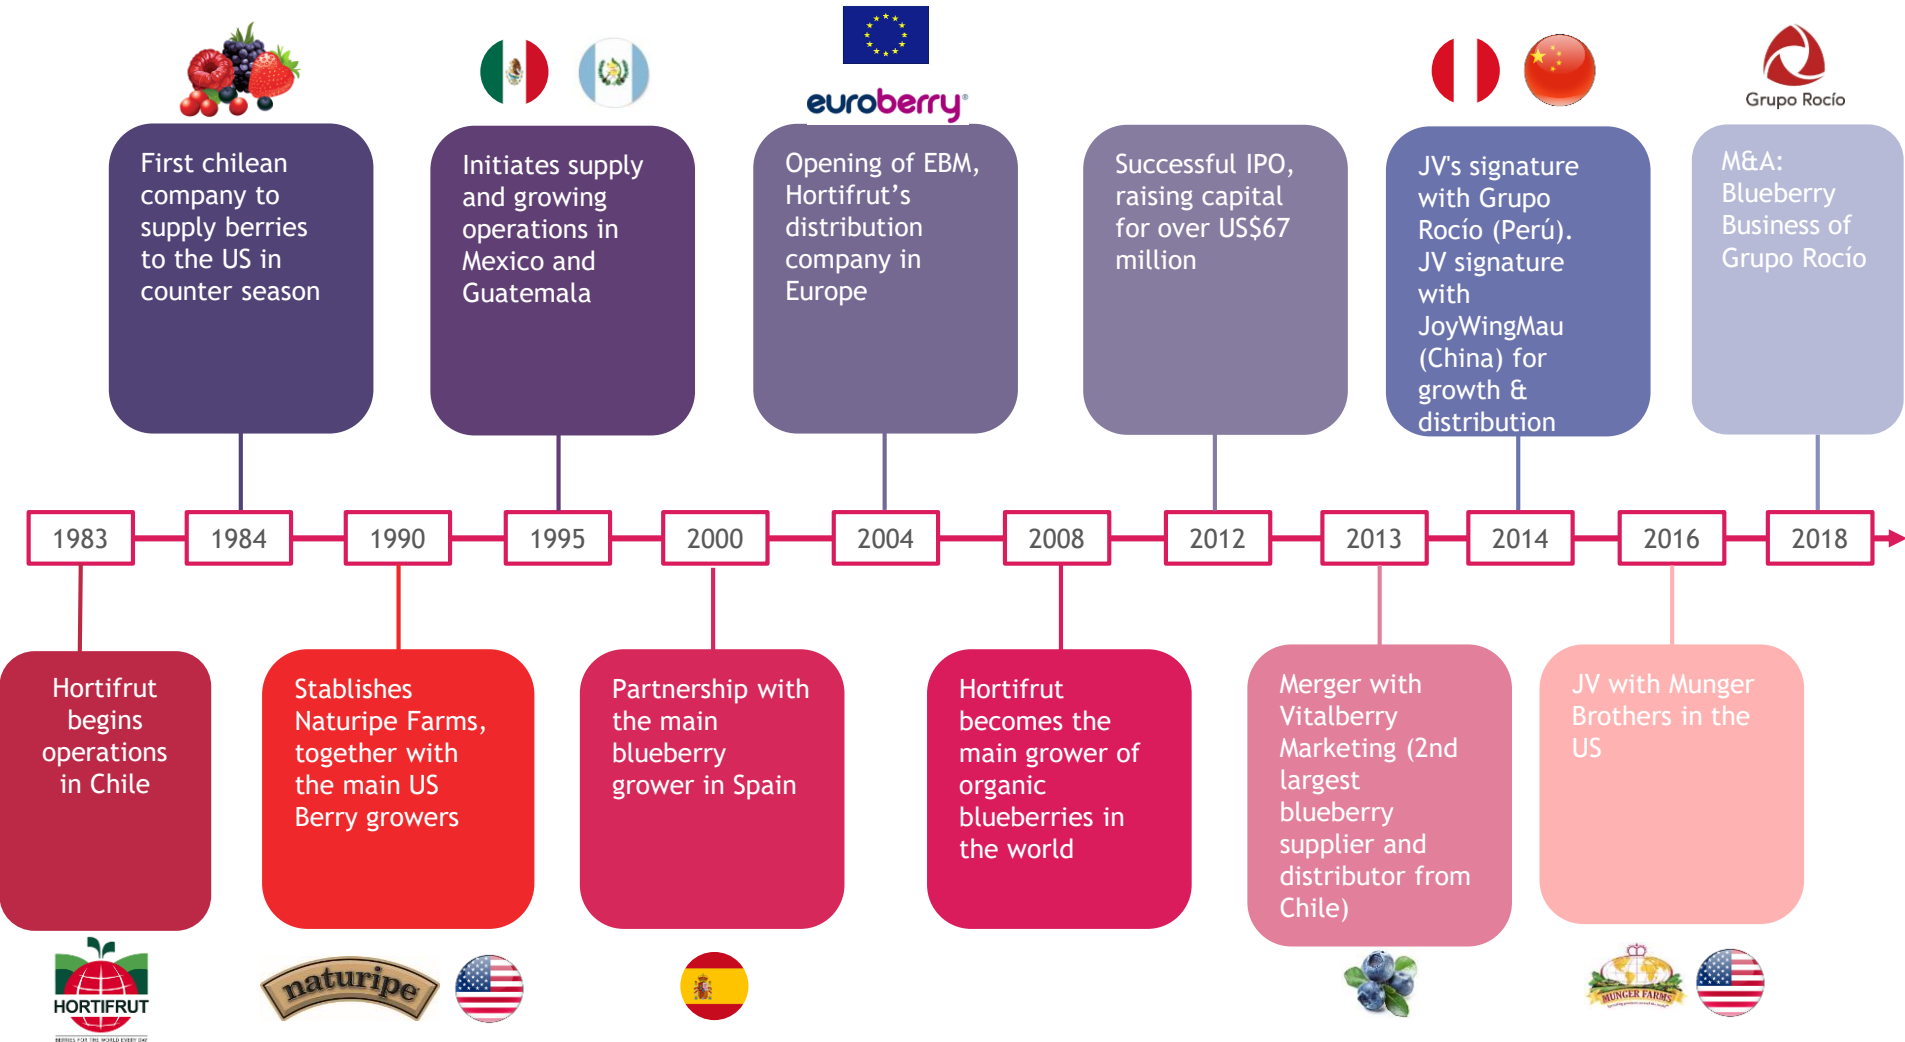 euroberry
Grupo Rocío
First chilean
company to
supply berries
to the US in
counter season
Initiates supply
and growing
operations in
Mexico and
Guatemala
Opening of EBM,
Hortifrut’s
distribution
company in
Europe
Successful IPO,
raising capital
for over US$67
million
JV's signature
with Grupo
Rocío (Perú).
JV signature
with
JoyWingMau
(China) for
growth &
distribution
M&A:
Blueberry
Business of
Grupo Rocío
1983
1984
1990
1995
2000
2004
2008
2012
2013
2014
2016
2018
Hortifrut
begins
operations
in Chile
Stablishes
Naturipe Farms,
together with
the main US
Berry growers
Partnership with
the main
blueberry
grower in Spain
Hortifrut
becomes the
main grower of
organic
blueberries in
the world
Merger with
Vitalberry
Marketing (2nd
largest
blueberry
supplier and
distributor from
Chile)
JV with Munger
Brothers in the
US
HORTIFRUT
BERRIES FOR THE WORLD EVERY DAY
naturipe
MUNGER FARMS